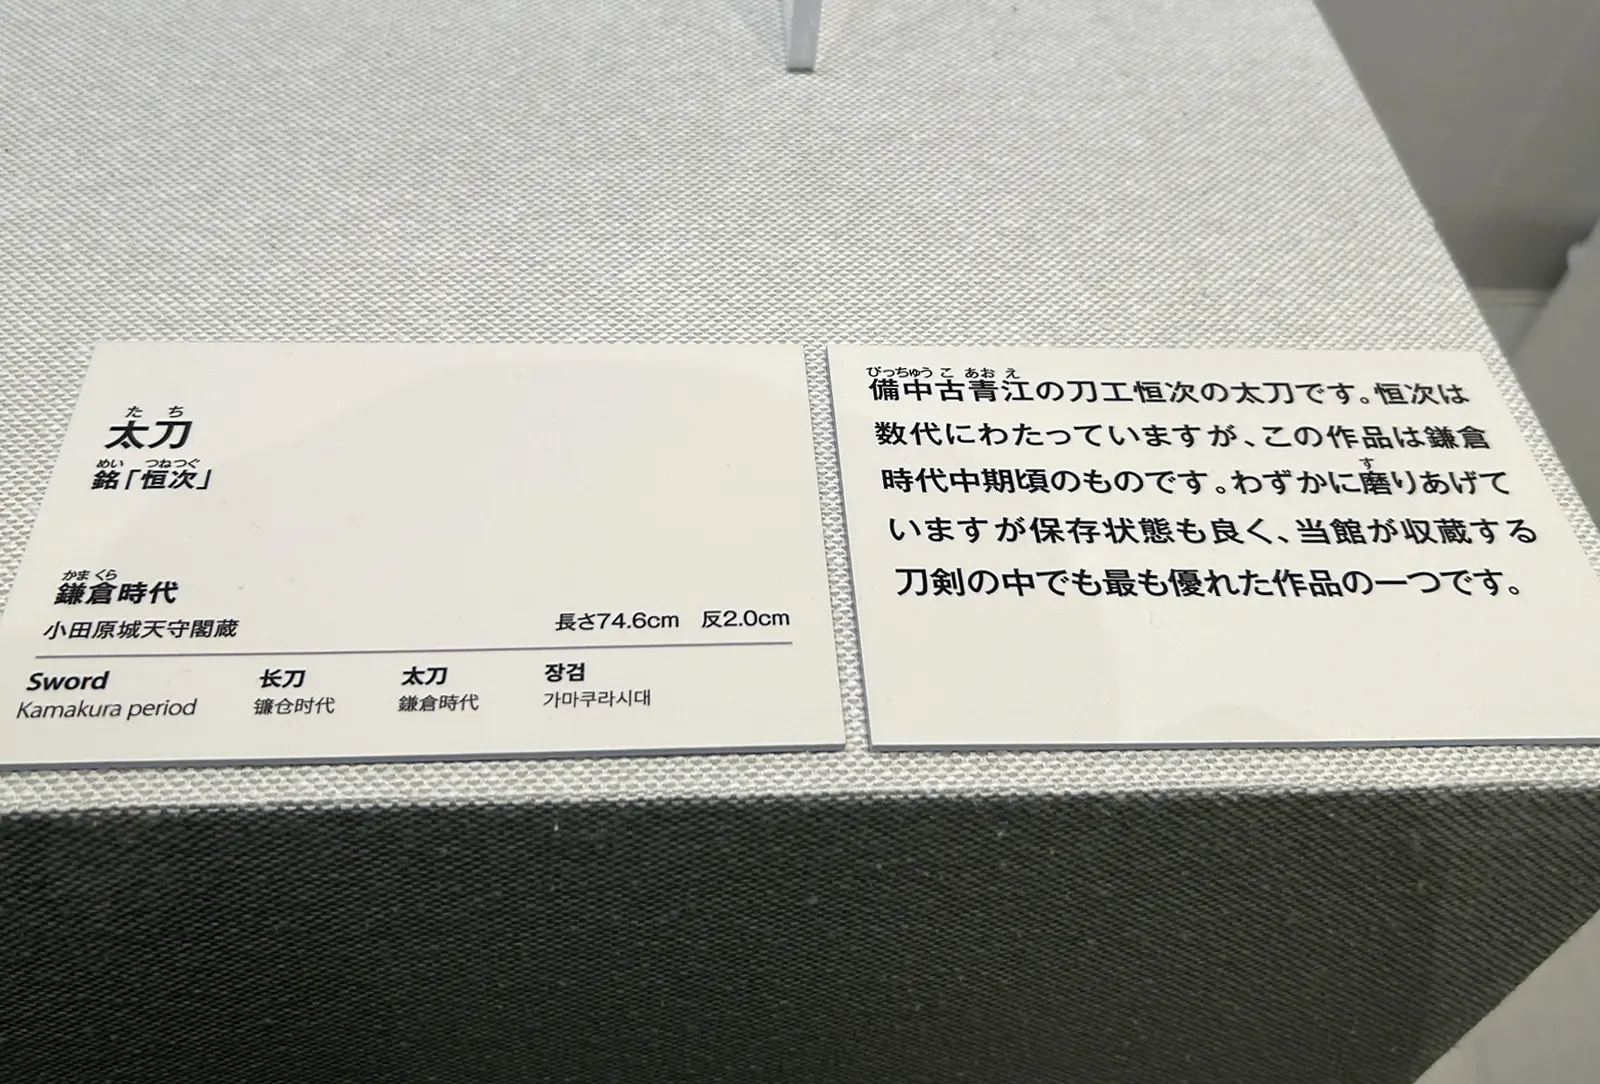 たち
太刀
めい つねつぐ
銘「恒次」
かまくら
鎌倉時代
小田原城天守閣蔵
長さ74.6cm 反2.0cm
Sword 长刀 太刀 장검
Kamakura period 镰仓时代 鎌倉時代 가마쿠라시대
びっちゅう こ あおえ
備中古青江の刀工恒次の太刀です。恒次は
数代にわたっていますが、この作品は鎌倉
時代中期頃のものです。わずかに磨りあげて
す
いますが保存状態も良く、当館が収蔵する
刀剣の中でも最も優れた作品の一つです。